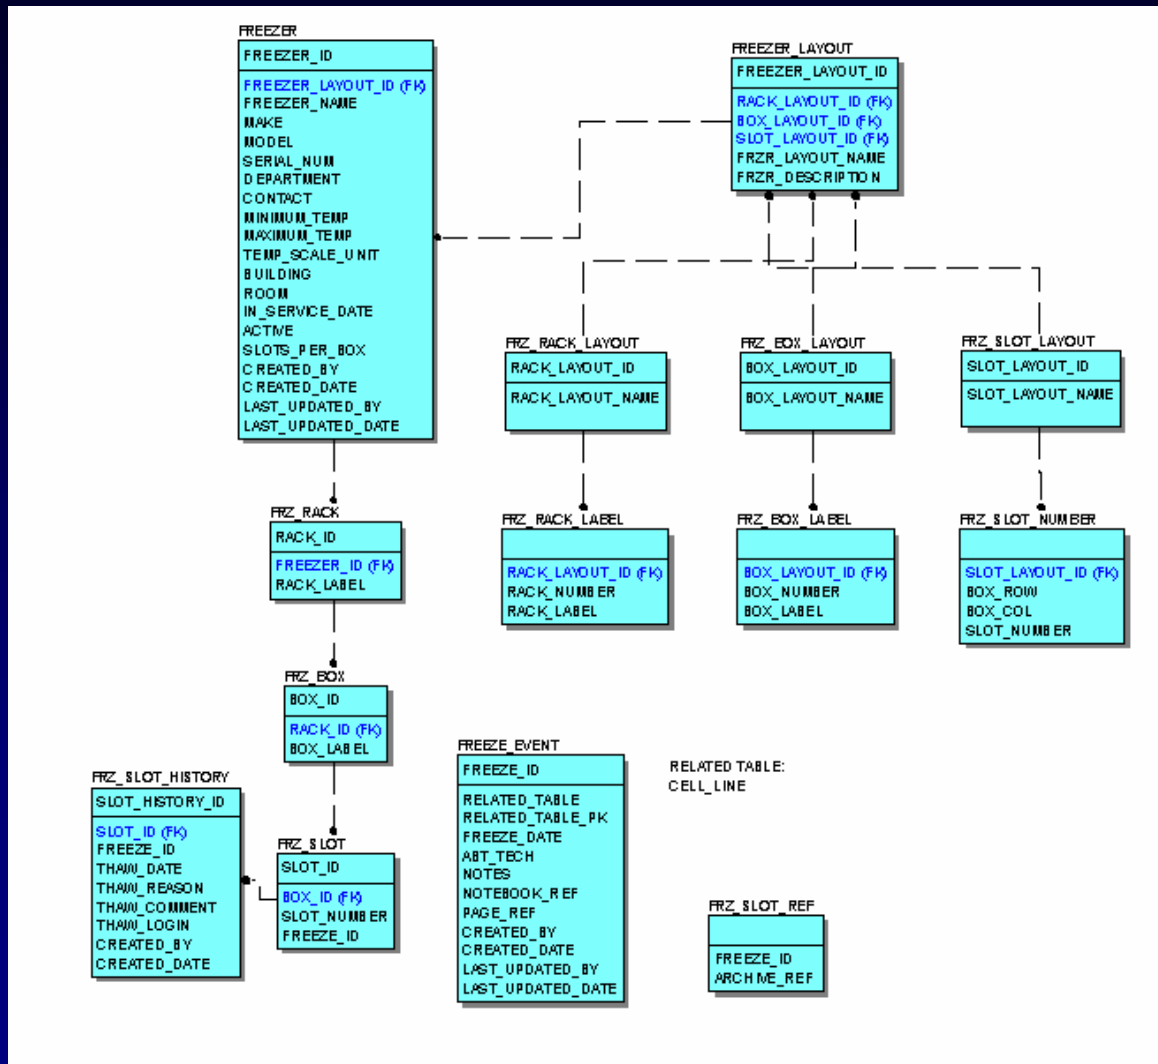 FREEZER
FREEZER_ID
FREEZER_LAYOUT_ID (FK)
FREEZER_NAME
MAKE
MODEL
SERIAL_NUM
DEPARTMENT
CONTACT
MINIMUM_TEMP
MAXIMUM_TEMP
TEMP_SCALE_UNIT
BUILDING
ROOM
IN_SERVICE_DATE
ACTIVE
SLOTS_PER_BOX
CREATED_BY
CREATED_DATE
LAST_UPDATED_BY
LAST_UPDATED_DATE
FREEZER_LAYOUT
FREEZER_LAYOUT_ID
RACK_LAYOUT_ID (FK)
BOX_LAYOUT_ID (FK)
SLOT_LAYOUT_ID (FK)
FRZR_LAYOUT_NAME
FRZR_DESCRIPTION
FRZ_RACK_LAYOUT
RACK_LAYOUT_ID
RACK_LAYOUT_NAME
FRZ_BOX_LAYOUT
BOX_LAYOUT_ID
BOX_LAYOUT_NAME
FRZ_SLOT_LAYOUT
SLOT_LAYOUT_ID
SLOT_LAYOUT_NAME
FRZ_RACK
RACK_ID
FREEZER_ID (FK)
RACK_LABEL
FRZ_RACK_LABEL
RACK_LAYOUT_ID (FK)
RACK_NUMBER
RACK_LABEL
FRZ_BOX_LABEL
BOX_LAYOUT_ID (FK)
BOX_NUMBER
BOX_LABEL
FRZ_SLOT_NUMBER
SLOT_LAYOUT_ID (FK)
BOX_ROW
BOX_COL
SLOT_NUMBER
FRZ_BOX
BOX_ID
RACK_ID (FK)
BOX_LABEL
FRZ_SLOT_HISTORY
SLOT_HISTORY_ID
SLOT_ID (FK)
FREEZE_ID
THAW_DATE
THAW_REASON
THAW_COMMENT
THAW_LOGIN
CREATED_BY
CREATED_DATE
FRZ_SLOT
SLOT_ID
BOX_ID (FK)
SLOT_NUMBER
FREEZE_ID
FREEZE_EVENT
FREEZE_ID
RELATED_TABLE
RELATED_TABLE_PK
FREEZE_DATE
ABT_TECH
NOTES
NOTEBOOK_REF
PAGE_REF
CREATED_BY
CREATED_DATE
LAST_UPDATED_BY
LAST_UPDATED_DATE
RELATED TABLE:
CELL_LINE
FRZ_SLOT_REF
FREEZE_ID
ARCHIVE_REF